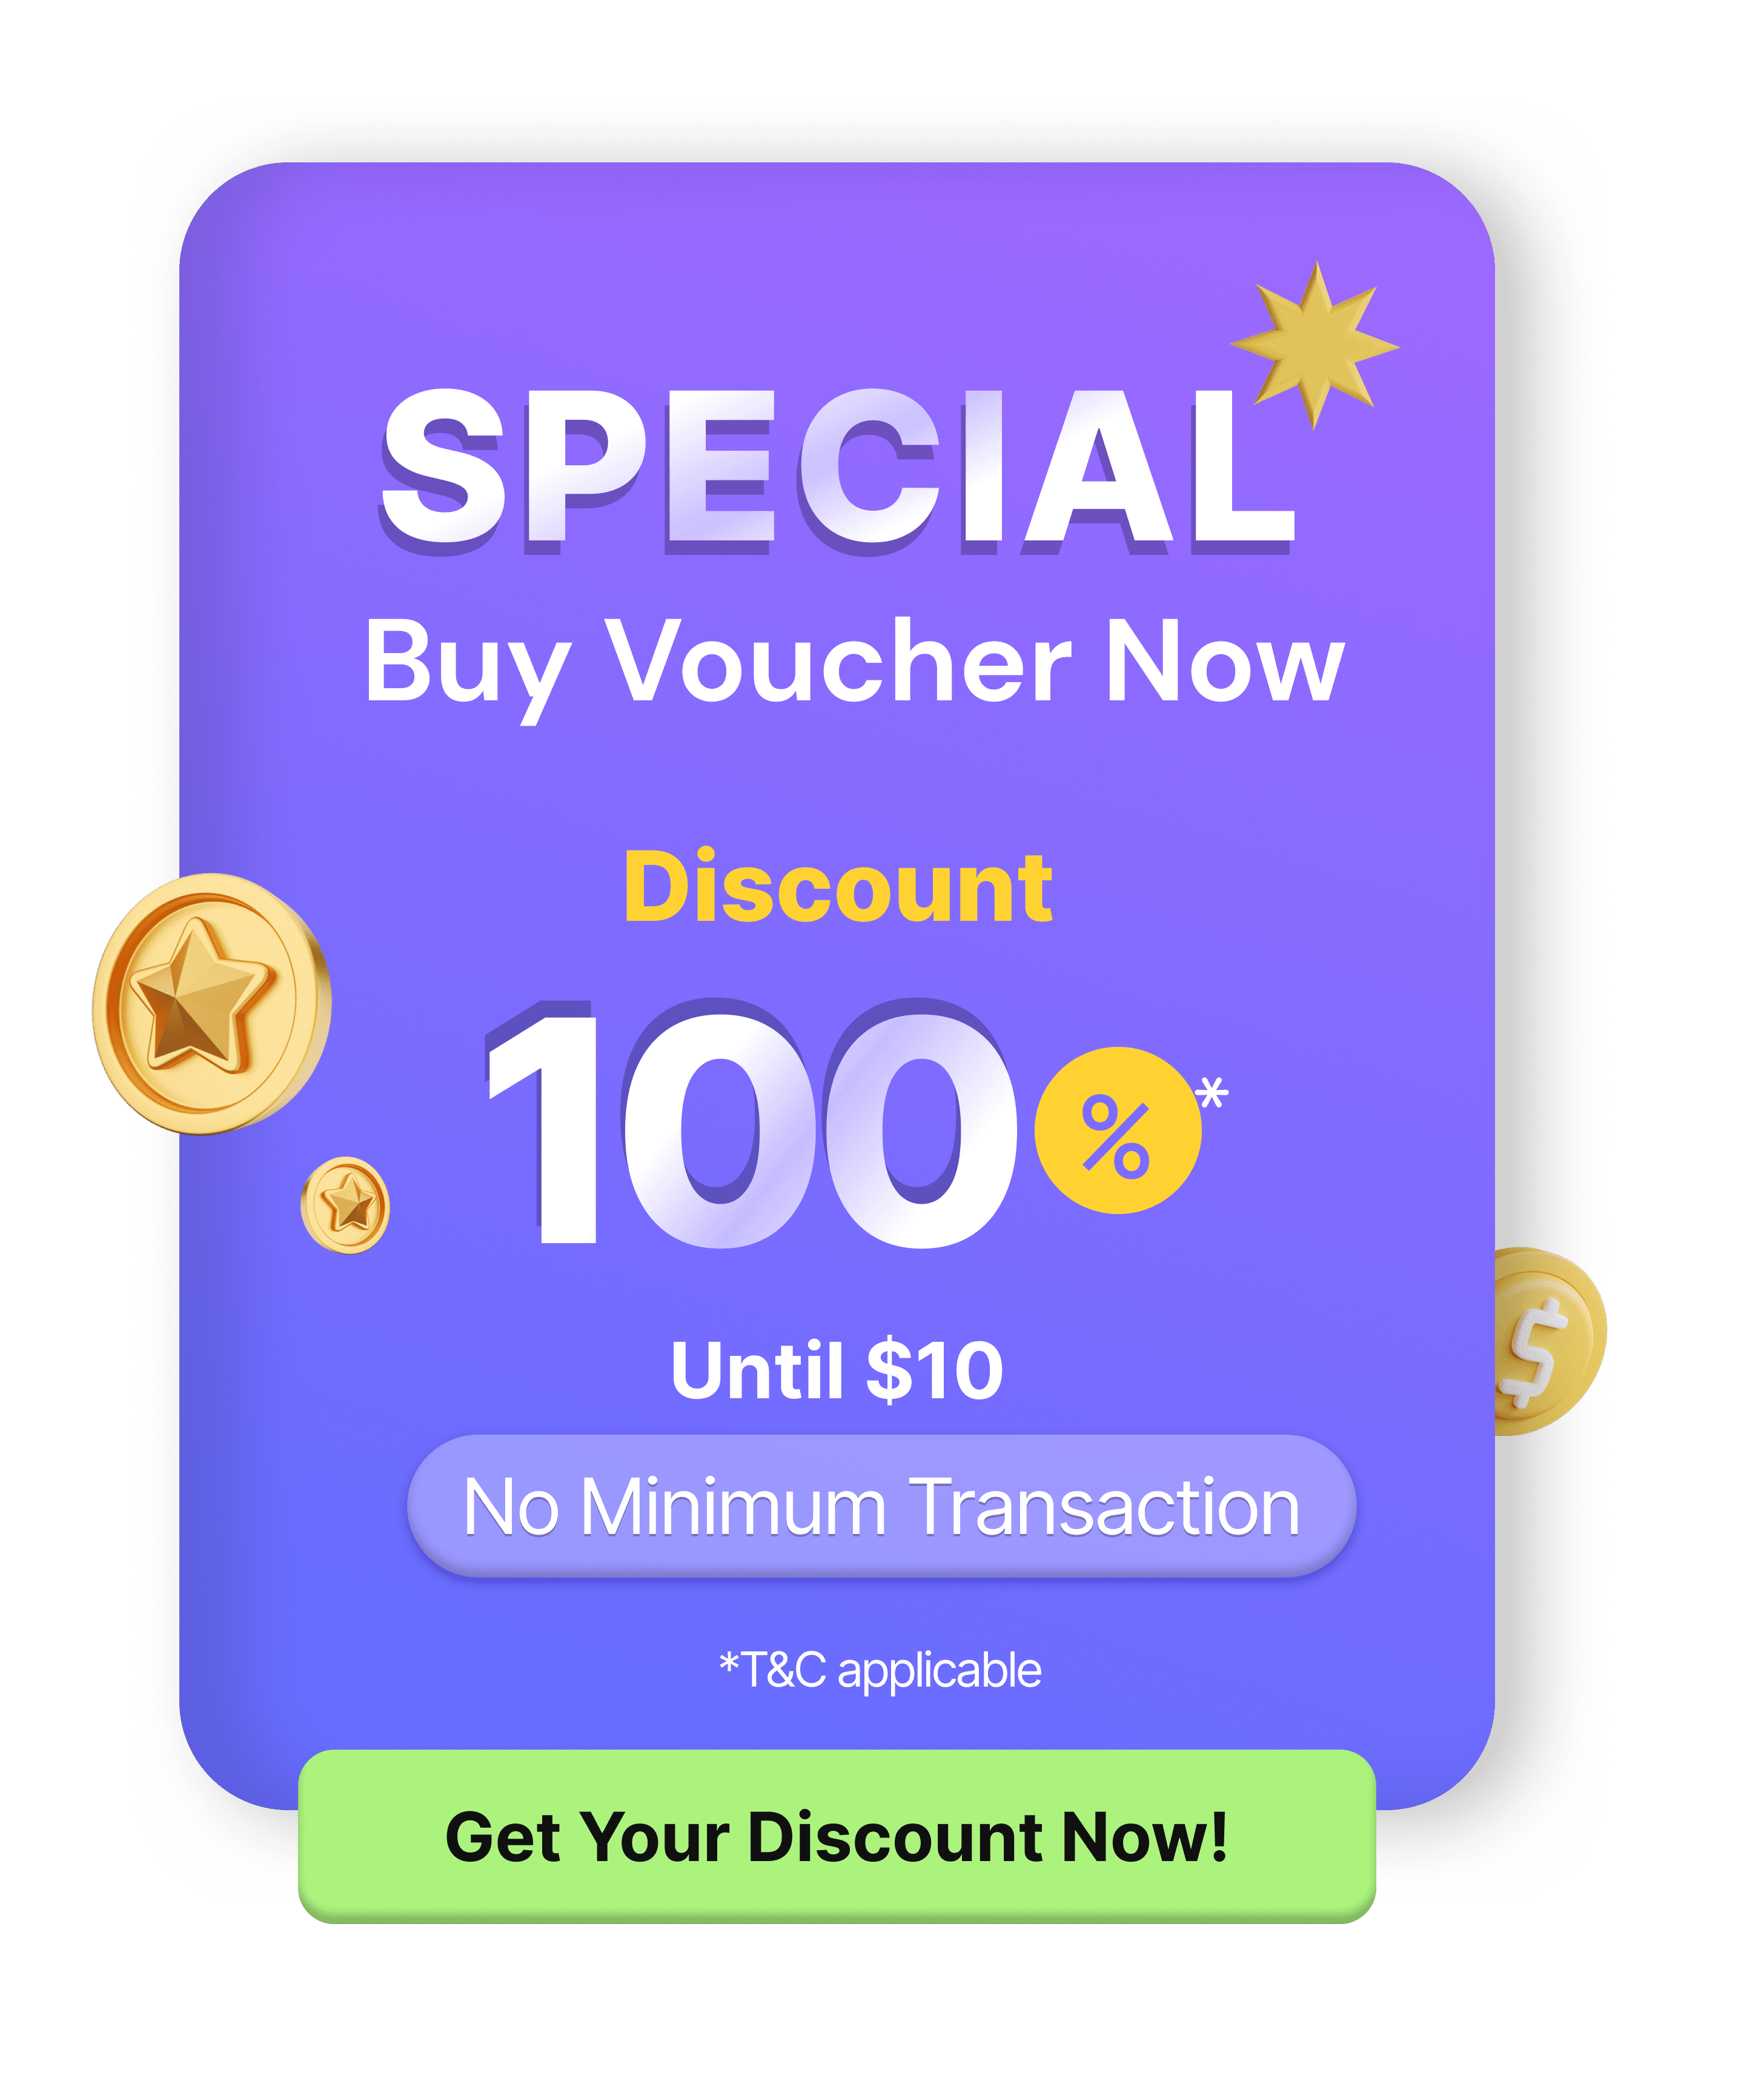 SPECIAL
Buy Voucher Now
Discount
100%*
Until $10
No Minimum Transaction
*T&C applicable
Get Your Discount Now!
$